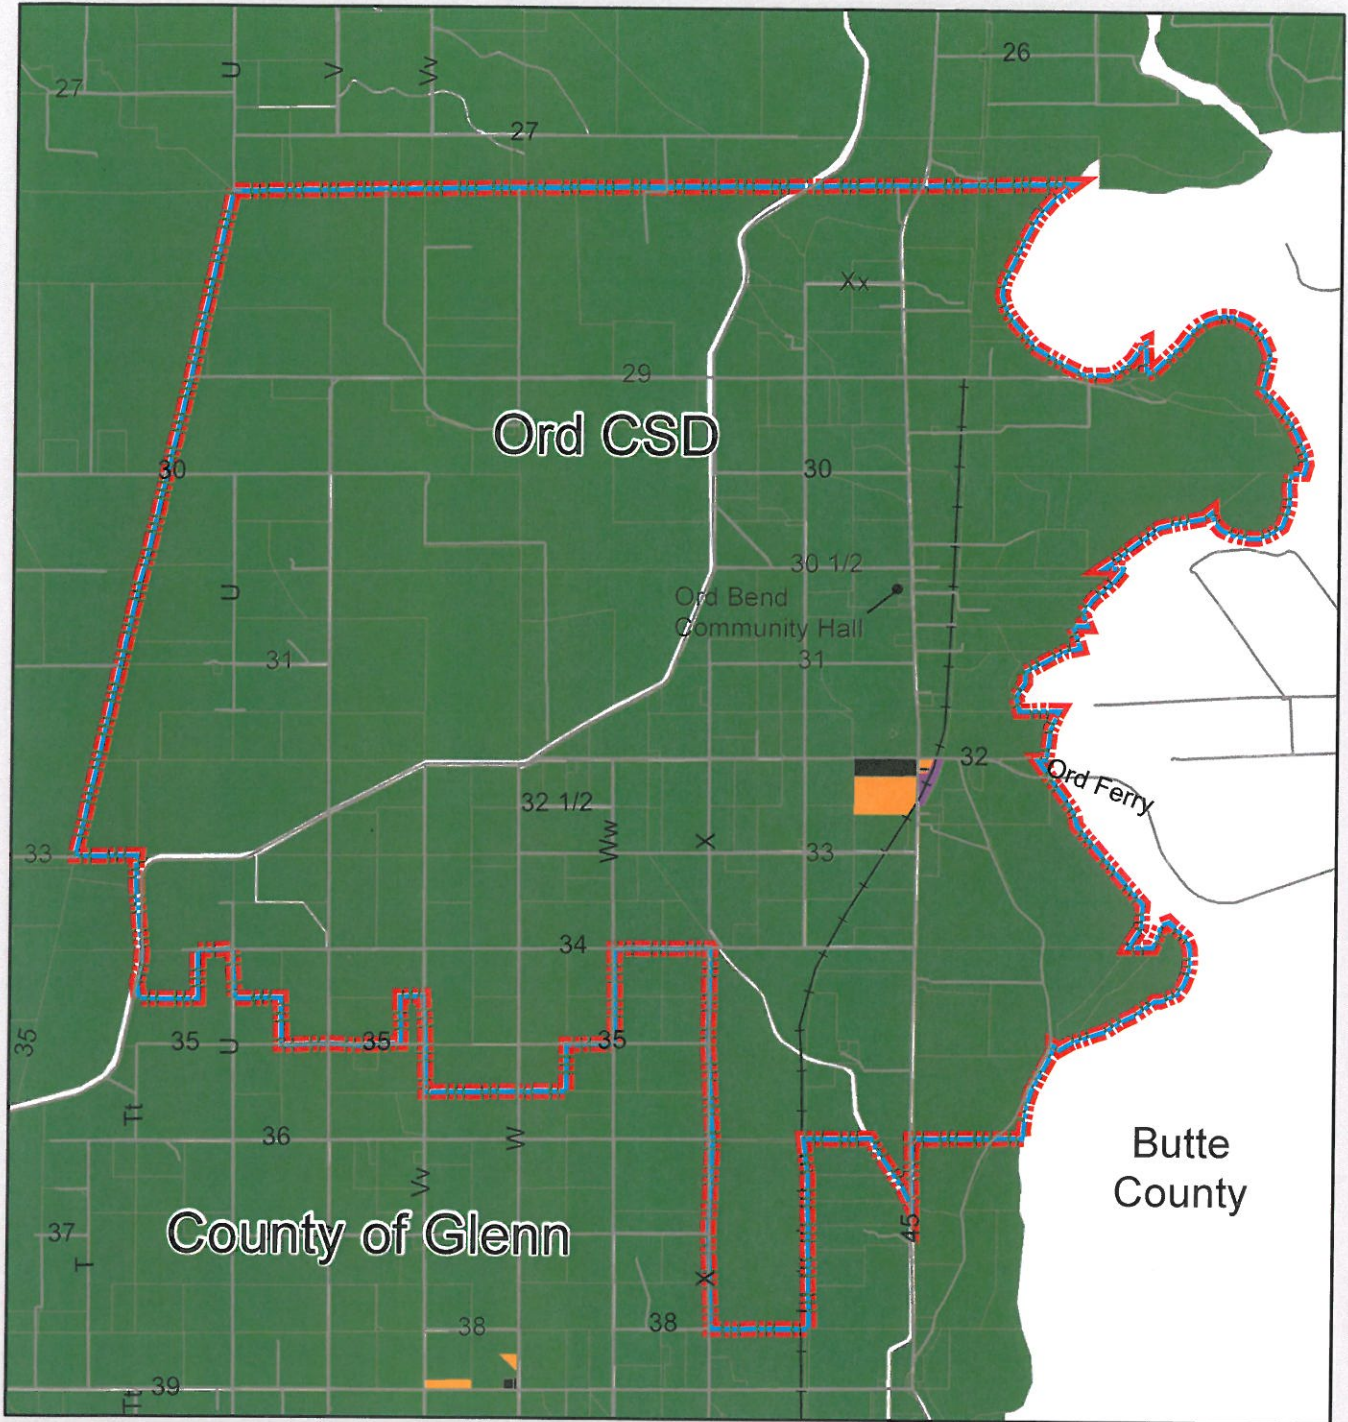 26
U
V
Vv
27
27
Xx
29
Ord CSD
30
30
30 1/2
Ord Bend
Community Hall
U
31
31
32
Ord Ferry
32 1/2
Ww
X
33
33
34
35
35
U
35
35
Tt
36
W
Vv
Butte
County
County of Glenn
37
T
45
X
38
38
39
Tt